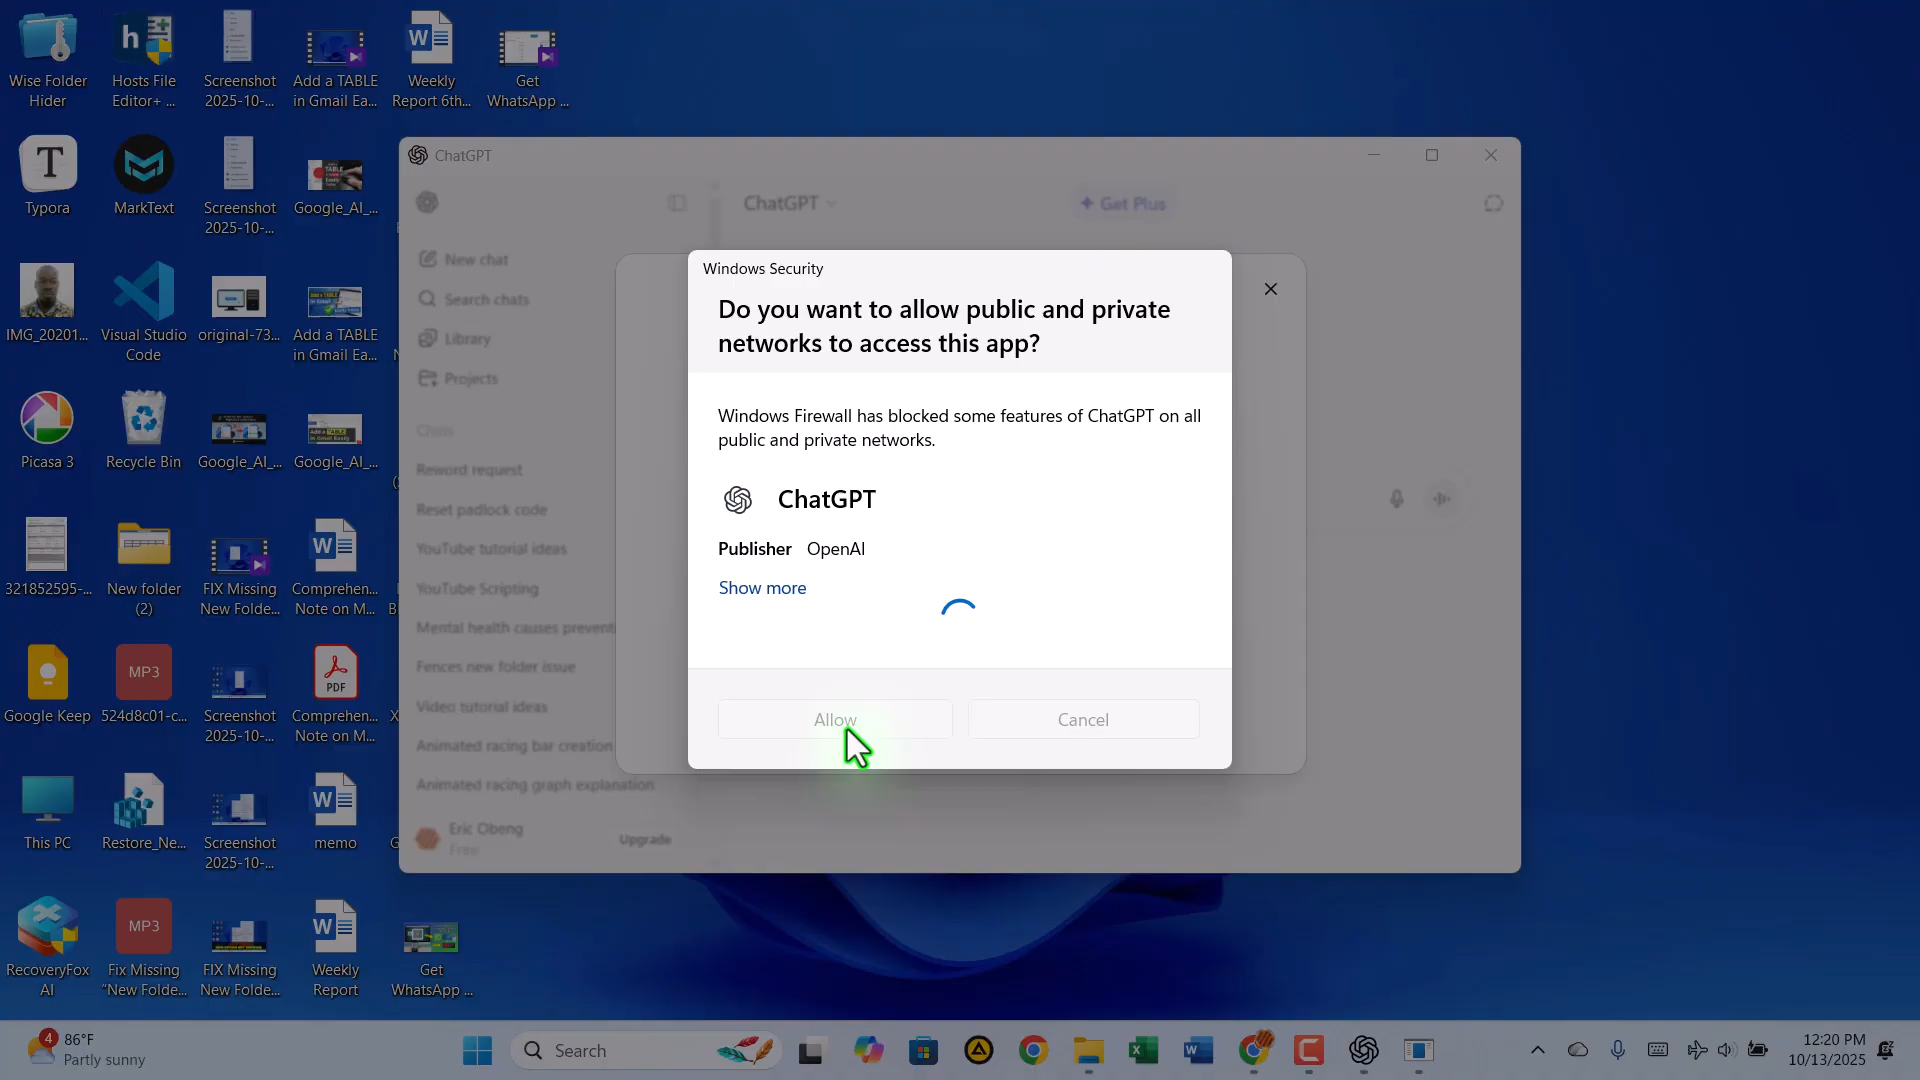 Wise Folder
Hider
Hosts File
Editor+ ...
Screenshot
2025-10-...
Add a TABLE
in Gmail Ea...
Weekly
Report 6th...
Get
WhatsApp ...
Typora
MarkText
Screenshot
2025-10-...
Google_AI_...
IMG_20201...
Visual Studio
Code
original-73...
Add a TABLE
in Gmail Ea...
Picasa 3
Recycle Bin
Google_AI_...
Google_AI_...
321852595-...
New folder
(2)
FIX Missing
New Folde...
Comprehen...
Note on M...
Google Keep
MP3
524d8c01-c...
Screenshot
2025-10-...
PDF
Comprehen...
Note on M...
This PC
Restore_Ne...
Screenshot
2025-10-...
memo
RecoveryFox
AI
MP3
Fix Missing
"New Folde...
FIX Missing
New Folde...
Weekly
Report
Get
WhatsApp ...
ChatGPT
ChatGPT
Get Plus
New chat
Search chats
Library
Projects
Chats
Reword request
Reset padlock code
YouTube tutorial ideas
YouTube Scripting
Mental health causes preventi
Fences new folder issue
Video tutorial ideas
Animated racing bar creation
Animated racing graph explanation
Eric Obeng
Free
Upgrade
Windows Security
Do you want to allow public and private
networks to access this app?
Windows Firewall has blocked some features of ChatGPT on all
public and private networks.
ChatGPT
Publisher OpenAI
Show more
Allow
Cancel
4
86°F
Partly sunny
Search
12:20 PM
10/13/2025